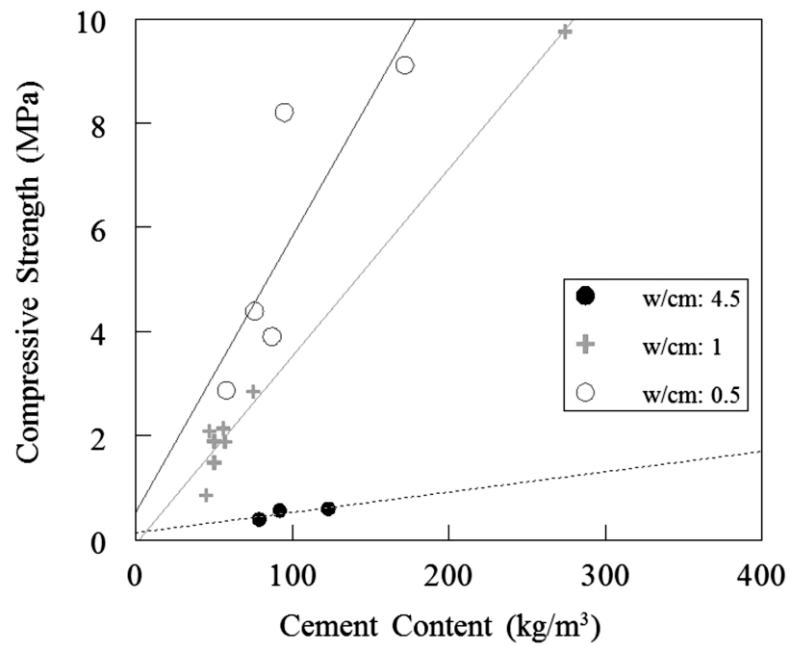 10
8
6
4
2
0
Compressive Strength (MPa)
w/cm: 4.5
w/cm: 1
w/cm: 0.5
0 100 200 300 400
Cement Content (kg/m³)